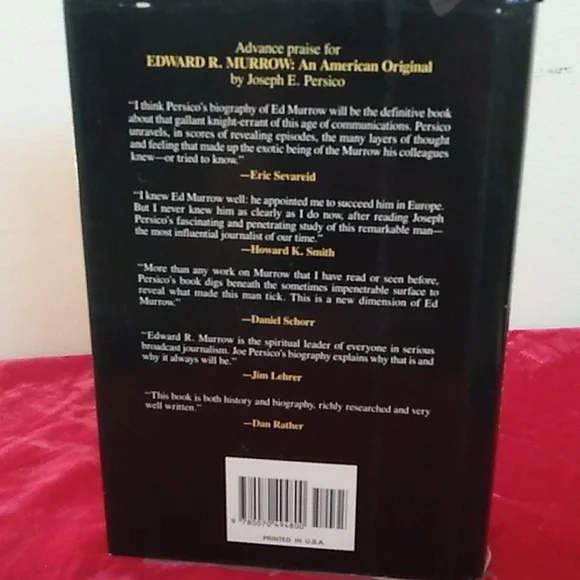 Advance praise for
EDWARD R. MURROW: An American Original
by Joseph E. Persico
"I think Persico's biography of Ed Murrow will be the definitive book
about that gallant knight-errant of this age of communications. Persico
unravels, in scores of revealing episodes, the many layers of thought
and feeling that made up the exotic being of the Murrow his colleagues
knew—or tried to know."
—Eric Sevareid
"I knew Ed Murrow well: he appointed me to succeed him in Europe.
But I never knew him as clearly as I do now, after reading Joseph
Persico's fascinating and penetrating study of this remarkable man—
the most influential journalist of our time."
—Howard K. Smith
"More than any work on Murrow that I have read or seen before,
Persico's book digs beneath the sometimes impenetrable surface to
reveal what made this man tick. This is a new dimension of Ed
Murrow."
—Daniel Schorr
"Edward R. Murrow is the spiritual leader of everyone in serious
broadcast journalism. Joe Persico's biography explains why that is and
why it always will be."
—Jim Lehrer
"This book is both history and biography, richly researched and very
well written."
—Dan Rather
9 780070 494800
PRINTED IN U.S.A.